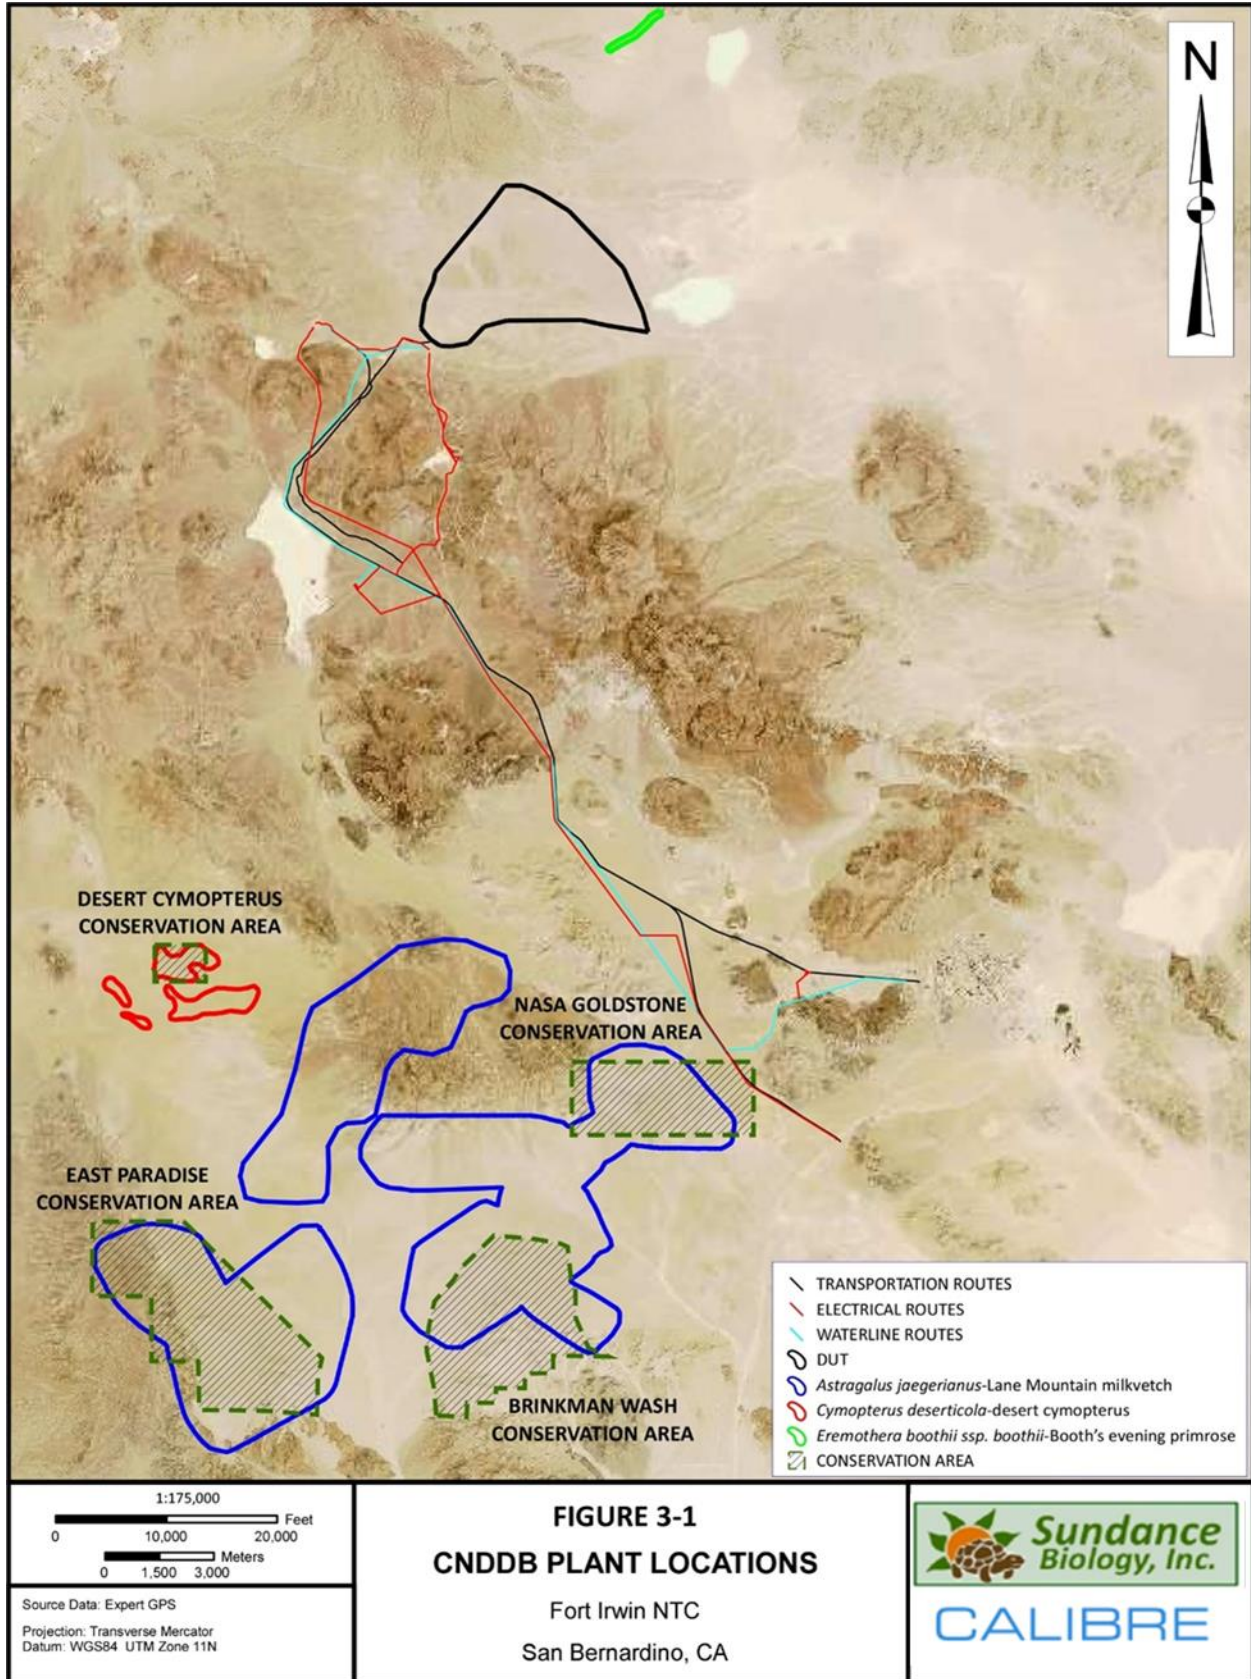 N
DESERT CYMOPTERUS
CONSERVATION AREA
NASA GOLDSTONE
CONSERVATION AREA
EAST PARADISE
CONSERVATION AREA
BRINKMAN WASH
CONSERVATION AREA
TRANSPORTATION ROUTES
ELECTRICAL ROUTES
WATERLINE ROUTES
DUT
Astragalus jaegerianus-Lane Mountain milkvetch
Cymopterus deserticola-desert cymopterus
Eremothera boothii ssp. boothii-Booth's evening primrose
CONSERVATION AREA
1:175,000
Feet
0 10,000 20,000
Meters
0 1,500 3,000
Source Data: Expert GPS
Projection: Transverse Mercator
Datum: WGS84 UTM Zone 11N
FIGURE 3-1
CNDDB PLANT LOCATIONS
Fort Irwin NTC
San Bernardino, CA
Sundance
Biology, Inc.
CALIBRE